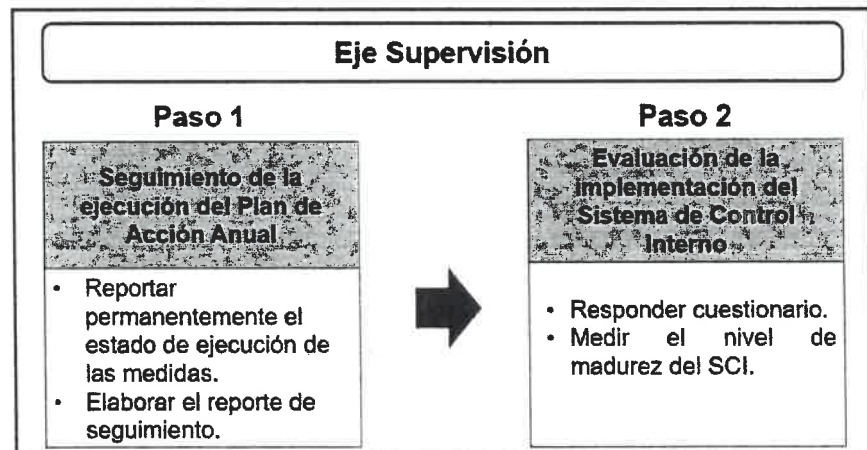 Eje Supervisión
Paso 1
Seguimiento de la
ejecución del Plan de
Acción Anual
• Reportar
permanentemente el
estado de ejecución de
las medidas.
• Elaborar el reporte de
seguimiento.
Paso 2
Evaluación de la
implementación del
Sistema de Control
Interno
• Responder cuestionario.
• Medir el nivel de
madurez del SCI.